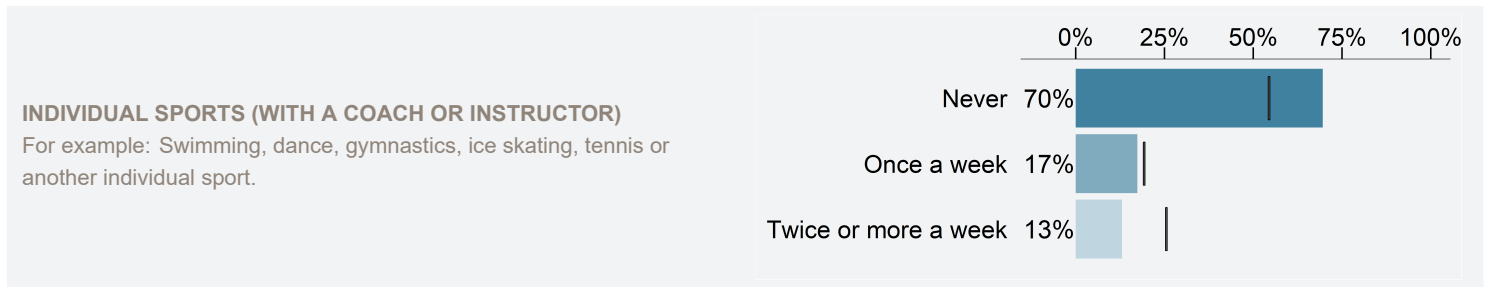 INDIVIDUAL SPORTS (WITH A COACH OR INSTRUCTOR)
For example: Swimming, dance, gymnastics, ice skating, tennis or
another individual sport.
0% 25% 50% 75% 100%
Never 70%
Once a week 17%
Twice or more a week 13%